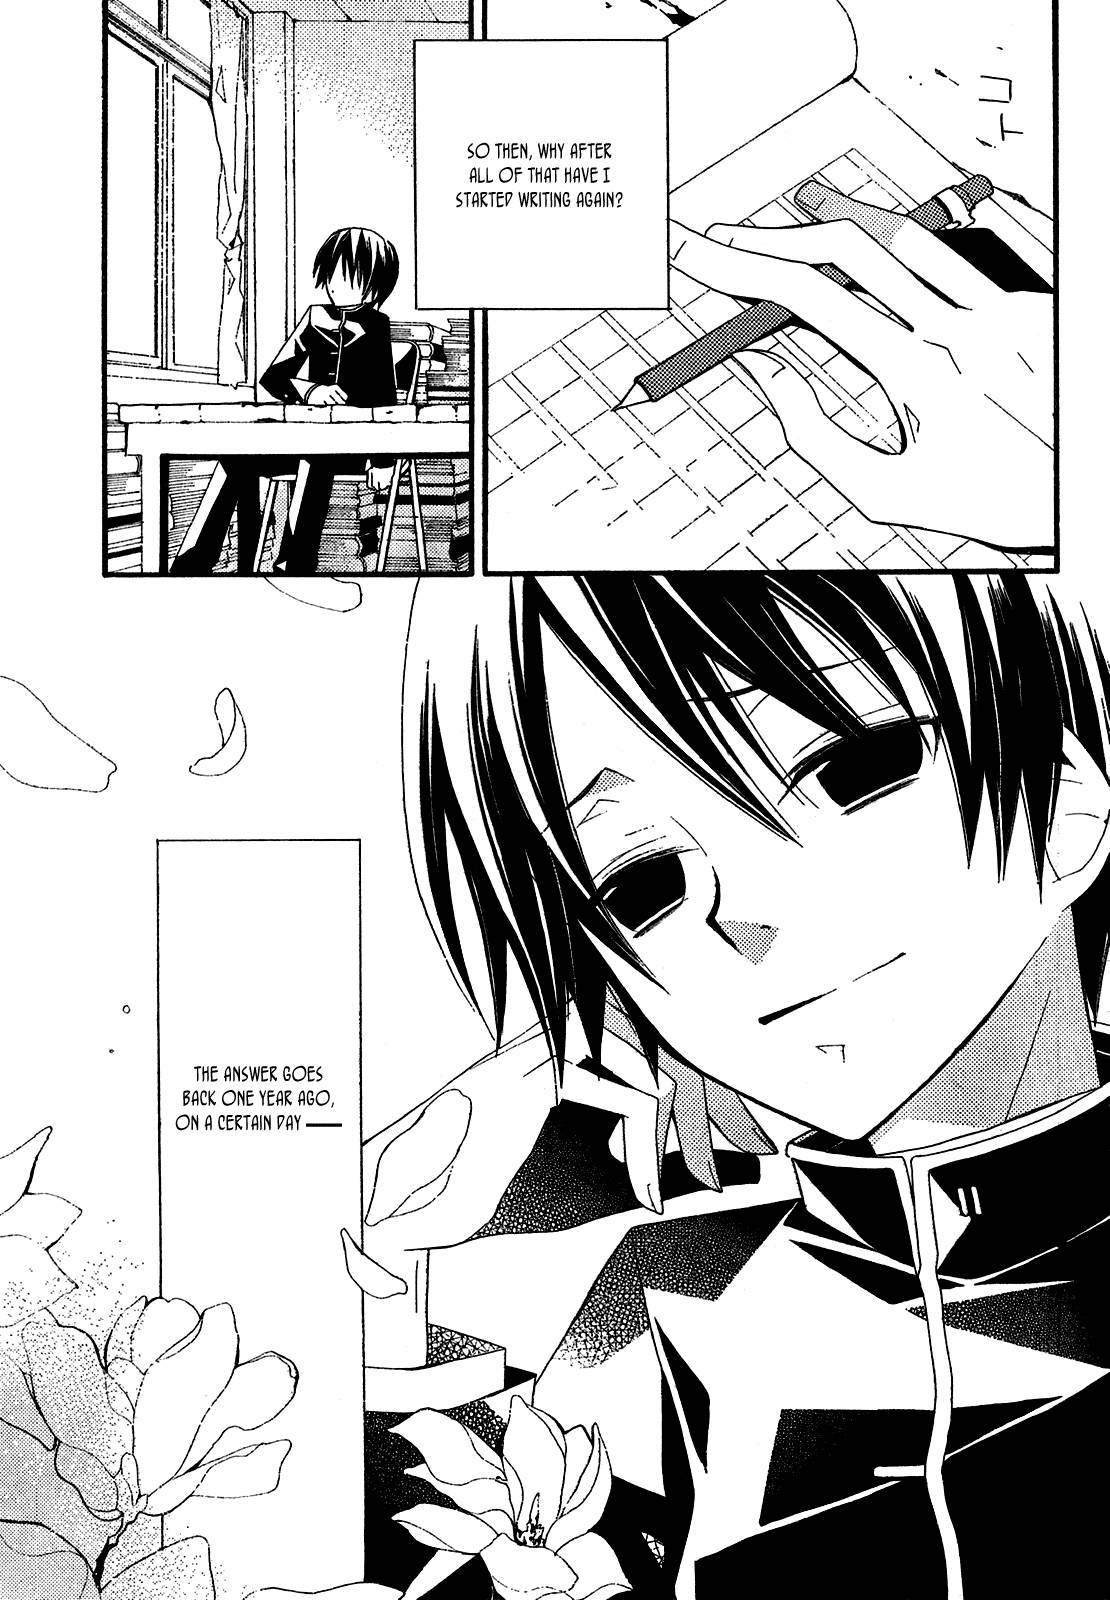 SO THEN, WHY AFTER
ALL OF THAT HAVE I
STARTED WRITING AGAIN?
THE ANSWER GOES
BACK ONE YEAR AGO,
ON A CERTAIN DAY ——